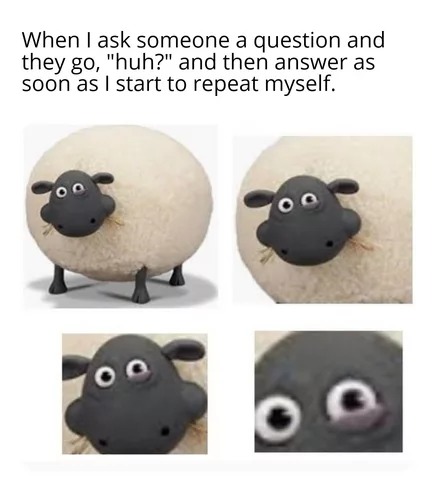 When I ask someone a question and
they go, "huh?" and then answer as
soon as I start to repeat myself.